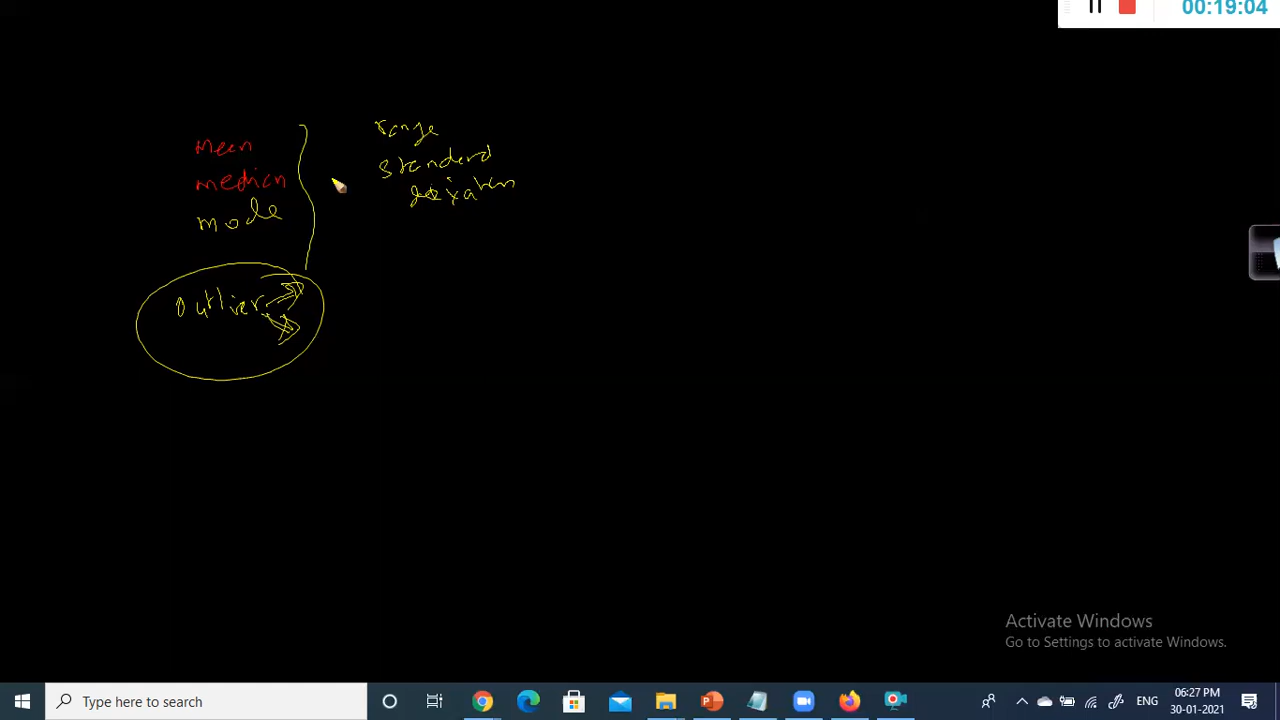 00:19:04
mean
median
mode
range
standard
deviation
outlier
Activate Windows
Go to Settings to activate Windows.
Type here to search
ENG
06:27 PM
30-01-2021